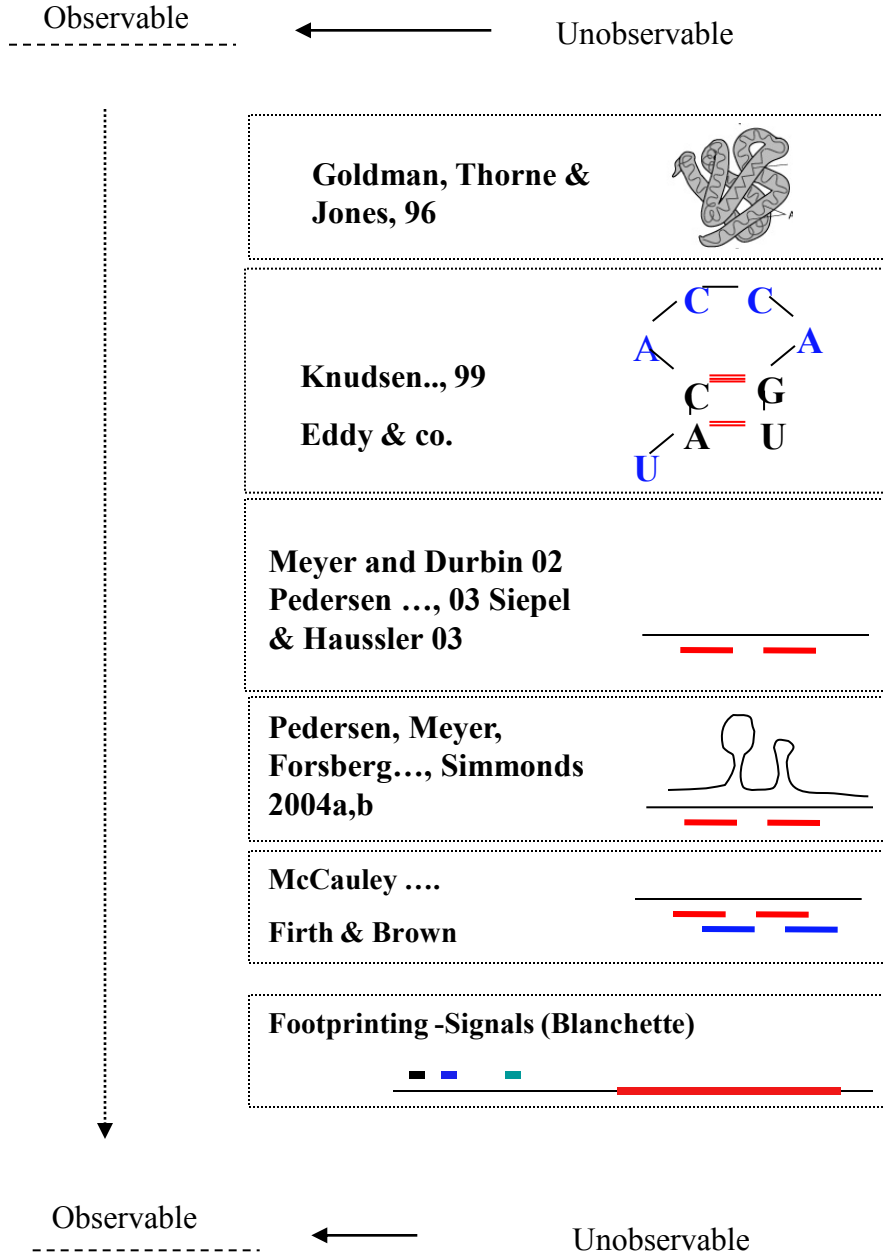 Observable
Unobservable
Goldman, Thorne &
Jones, 96
A
C C
A A
Knudsen.., 99
C G
Eddy & co.
A U
U
Meyer and Durbin 02
Pedersen …, 03 Siepel
& Haussler 03
Pedersen, Meyer,
Forsberg…, Simmonds
2004a,b
McCauley ….
Firth & Brown
Footprinting -Signals (Blanchette)
Observable
Unobservable